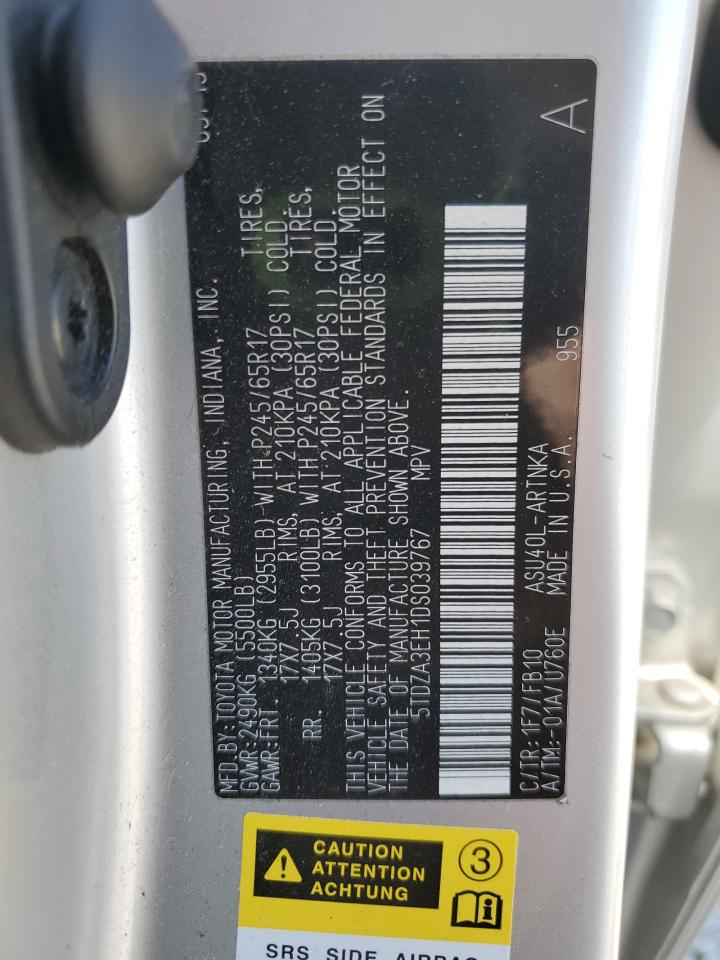 MFD.BY: TOYOTA MOTOR MANUFACTURING, INDIANA, INC.
GVWR: 2490KG (5500LB)
GAWR: FRT. 1340KG (2955LB) WITH P245/65R17 TIRES,
17X7.5J RIMS, AT 210KPA (30PSI) COLD.
RR. 1405KG (3100LB) WITH P245/65R17 TIRES,
17X7.5J RIMS, AT 210KPA (30PSI) COLD.
THIS VEHICLE CONFORMS TO ALL APPLICABLE FEDERAL MOTOR
VEHICLE SAFETY AND THEFT PREVENTION STANDARDS IN EFFECT ON
THE DATE OF MANUFACTURE SHOWN ABOVE.
5TDZA3EH1DS039767 MPV
C/TR: 1F7/FB10 ASU40L-ARTNKA 955 A
A/TM: -01A/U760E MADE IN U.S.A.
CAUTION
ATTENTION
ACHTUNG
3
SRS SIDE AIRBAG